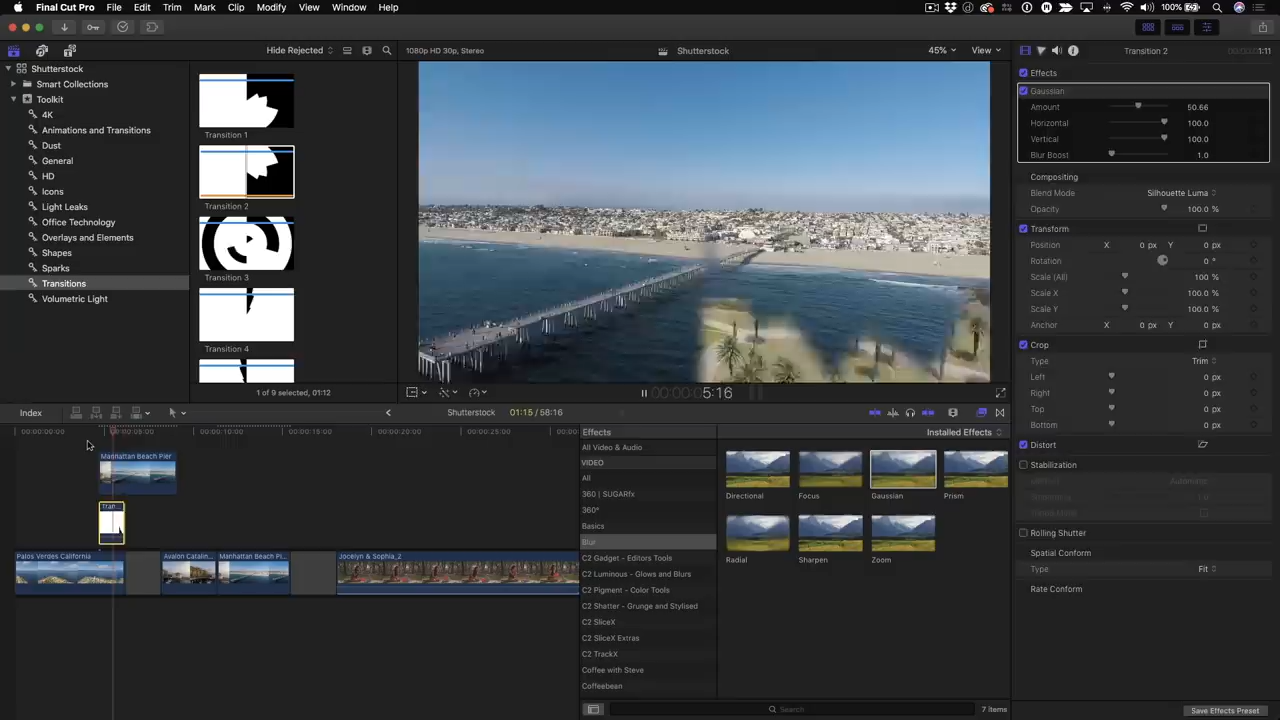 Final Cut Pro File Edit Trim Mark Clip Modify View Window Help 100%
Hide Rejected 1080p HD 30p, Stereo Shutterstock 45% View Transition 2 1:11
Shutterstock
Smart Collections
Toolkit
4K
Animations and Transitions
Dust
General
HD
Icons
Light Leaks
Office Technology
Overlays and Elements
Shapes
Sparks
Transitions
Volumetric Light
Transition 1
Transition 2
Transition 3
Transition 4
1 of 9 selected, 01:12
5:16
Effects
Gaussian
Amount 50.66
Horizontal 100.0
Vertical 100.0
Blur Boost 1.0
Compositing
Blend Mode Silhouette Luma
Opacity 100.0 %
Transform
Position X 0 px Y 0 px
Rotation 0 °
Scale (All) 100 %
Scale X 100.0 %
Scale Y 100.0 %
Anchor X 0 px Y 0 px
Crop
Type Trim
Left 0 px
Right 0 px
Top 0 px
Bottom 0 px
Distort
Stabilization
Method Automatic
Rolling Shutter
Spatial Conform
Type Fit
Rate Conform
Save Effects Preset
Index Shutterstock 01:15 / 58:16
00:00:00:00 00:00:05:00 00:00:10:00 00:00:15:00 00:00:20:00 00:00:25:00
Manhattan Beach Pier
Tran...
Palos Verdes California Avalon Catalin... Manhattan Beach Pi... Jocelyn & Sophia_2
Effects Installed Effects
All Video & Audio
VIDEO
All
360 | SUGARfx
360°
Basics
Blur
C2 Gadget - Editors Tools
C2 Luminous - Glows and Blurs
C2 Pigment - Color Tools
C2 Shatter - Grunge and Stylised
C2 SliceX
C2 SliceX Extras
C2 TrackX
Coffee with Steve
Coffeebean
Directional Focus Gaussian Prism
Radial Sharpen Zoom
Search 7 items